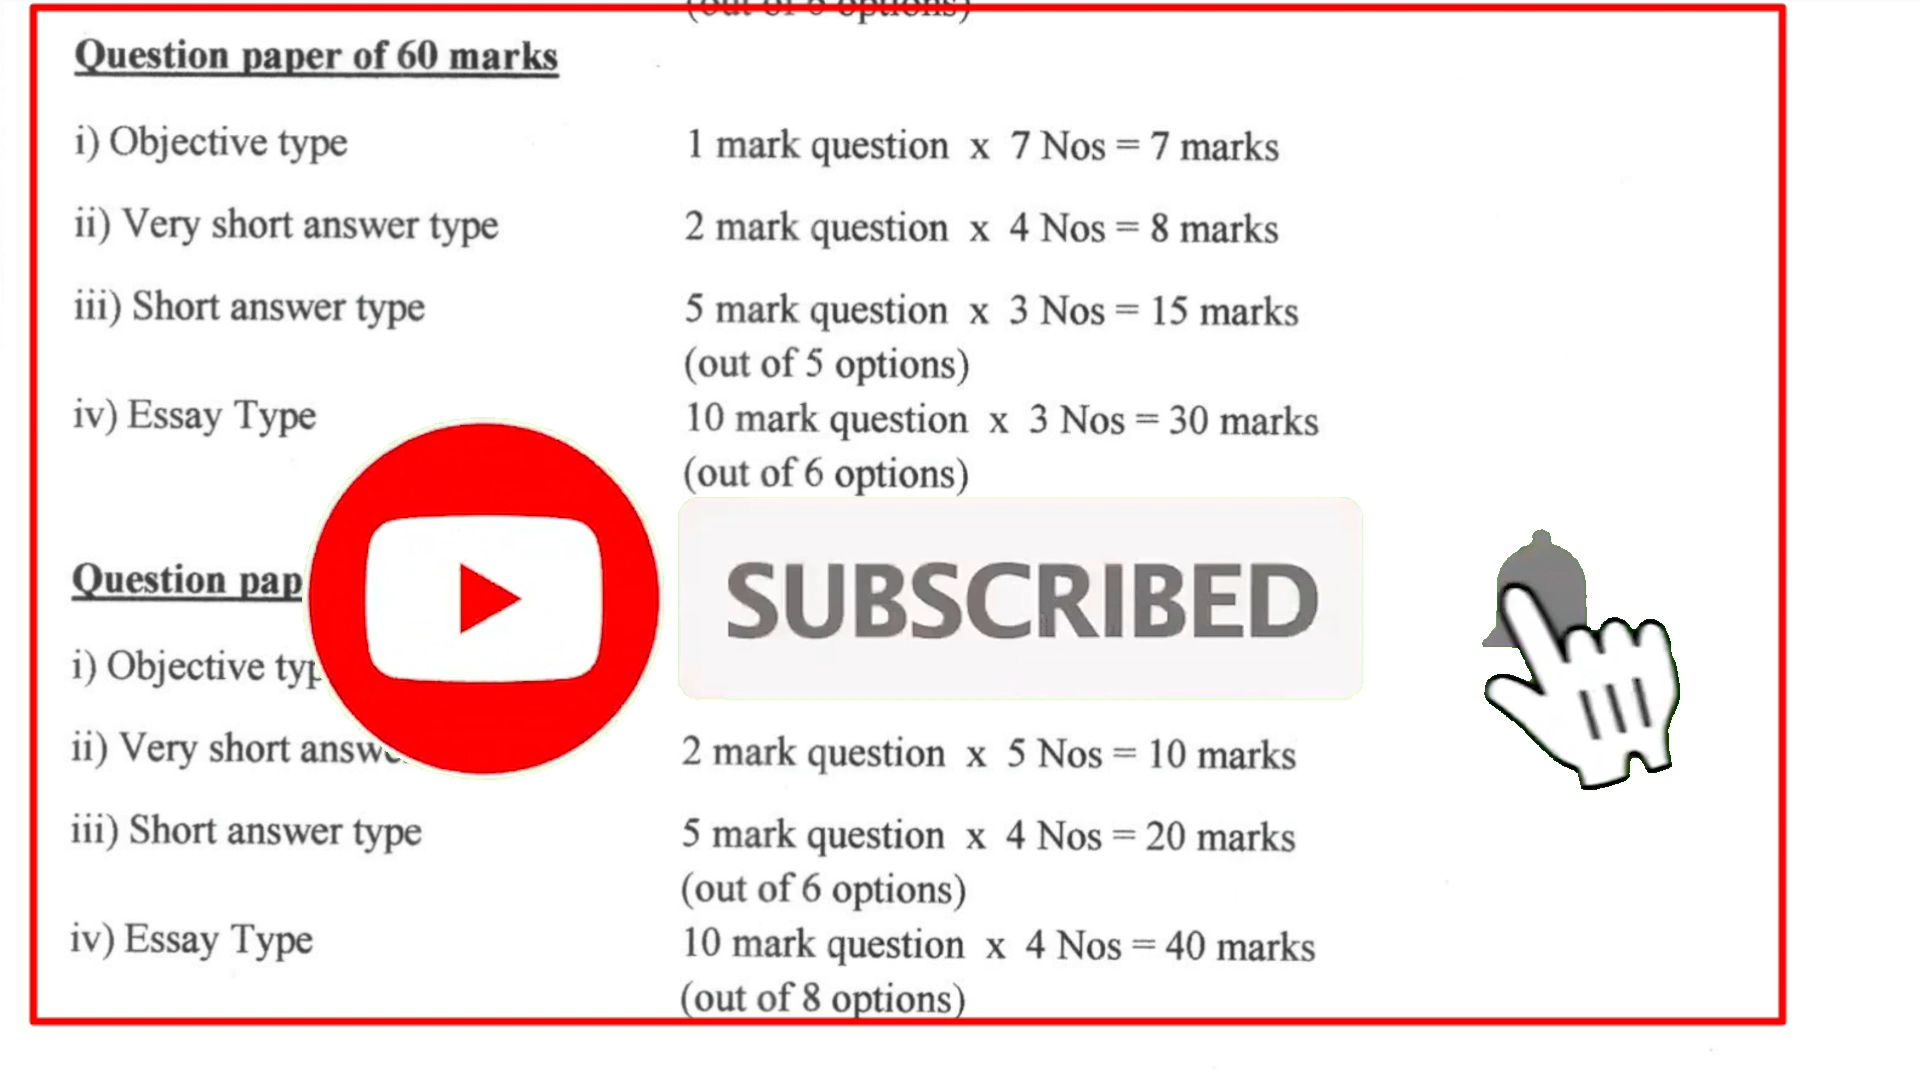 (out of 6 options)
Question paper of 60 marks
i) Objective type 1 mark question x 7 Nos = 7 marks
ii) Very short answer type 2 mark question x 4 Nos = 8 marks
iii) Short answer type 5 mark question x 3 Nos = 15 marks
(out of 5 options)
iv) Essay Type 10 mark question x 3 Nos = 30 marks
(out of 6 options)
SUBSCRIBED
Question
i) Objective
ii) Very short 2 mark question x 5 Nos = 10 marks
iii) Short answer type 5 mark question x 4 Nos = 20 marks
(out of 6 options)
iv) Essay Type 10 mark question x 4 Nos = 40 marks
(out of 8 options)